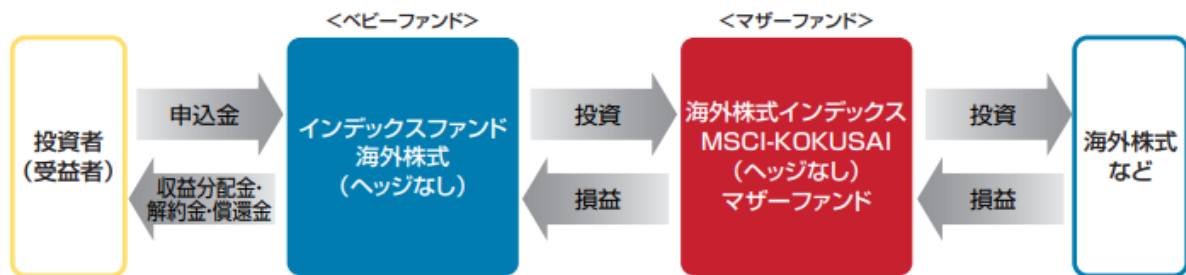 <ベビーファンド>
<マザーファンド>
投資者
(受益者)
申込金
収益分配金・
解約金・償還金
インデックスファンド
海外株式
(ヘッジなし)
投資
損益
海外株式インデックス
MSCI-KOKUSAI
(ヘッジなし)
マザーファンド
投資
損益
海外株式
など